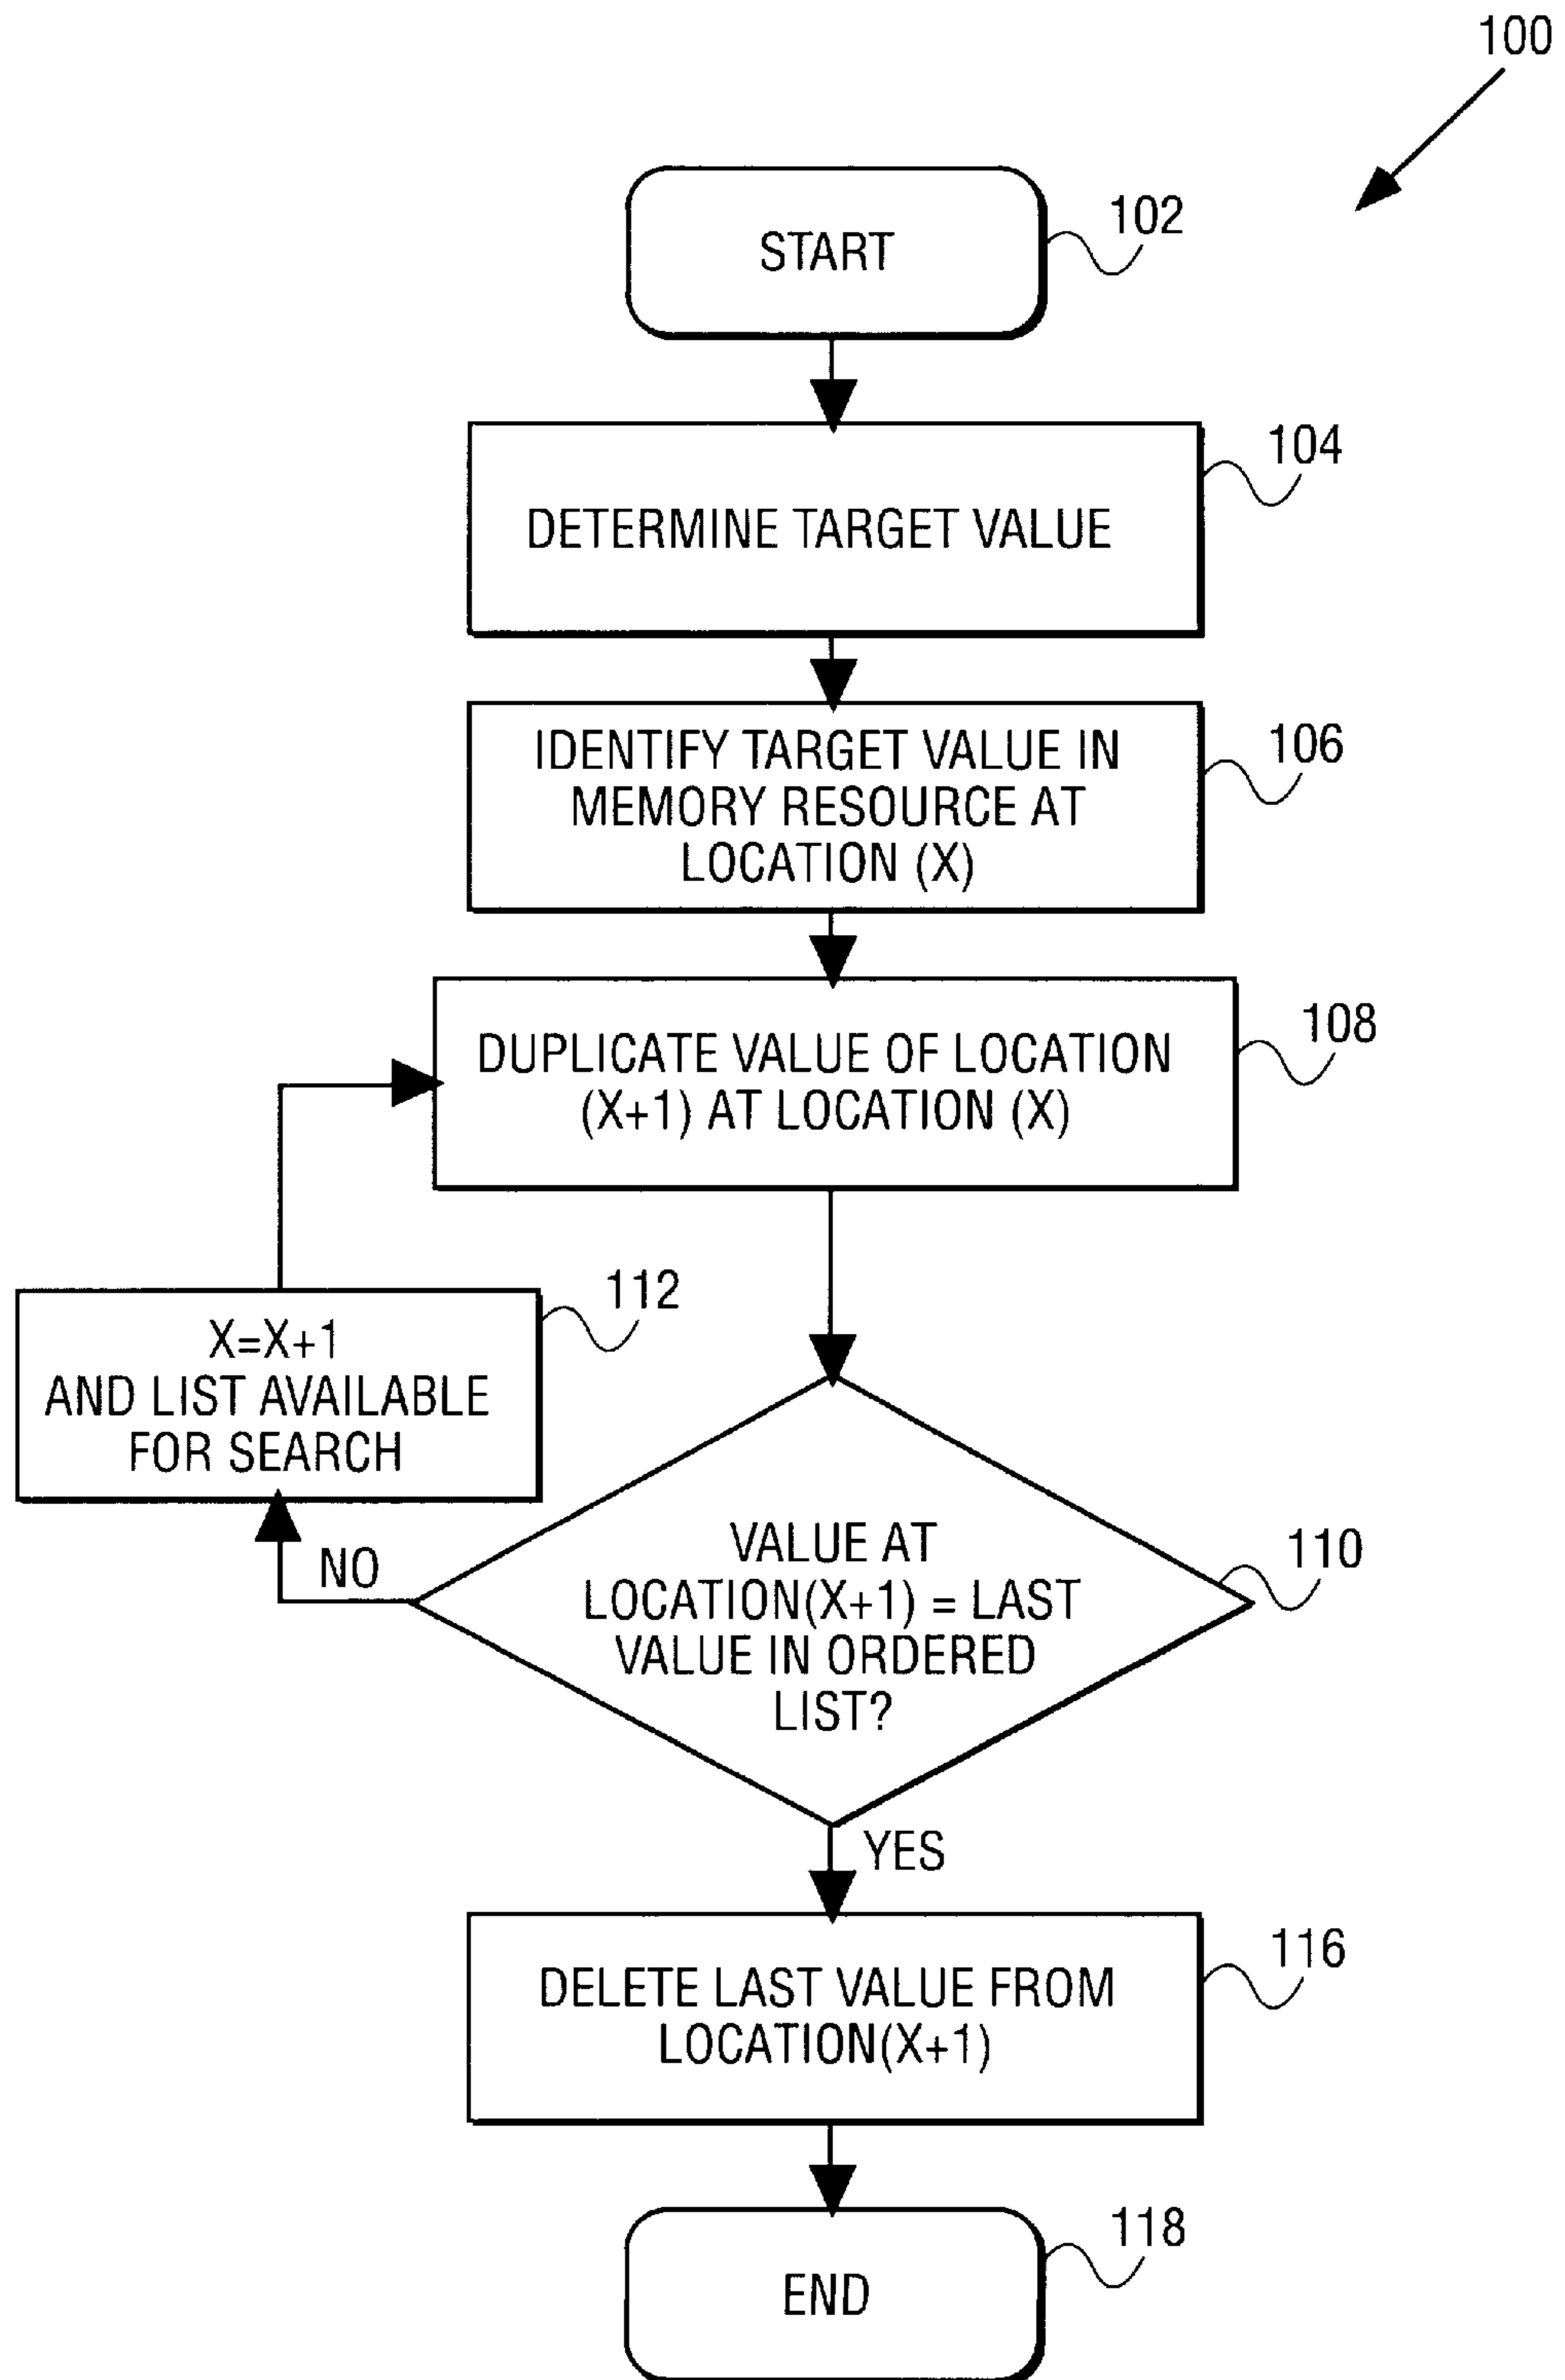 100
START
102
DETERMINE TARGET VALUE
104
IDENTIFY TARGET VALUE IN
MEMORY RESOURCE AT
LOCATION (X)
106
DUPLICATE VALUE OF LOCATION
(X+1) AT LOCATION (X)
108
X=X+1
AND LIST AVAILABLE
FOR SEARCH
112
NO
VALUE AT
LOCATION(X+1) = LAST
VALUE IN ORDERED
LIST?
110
YES
DELETE LAST VALUE FROM
LOCATION(X+1)
116
END
118